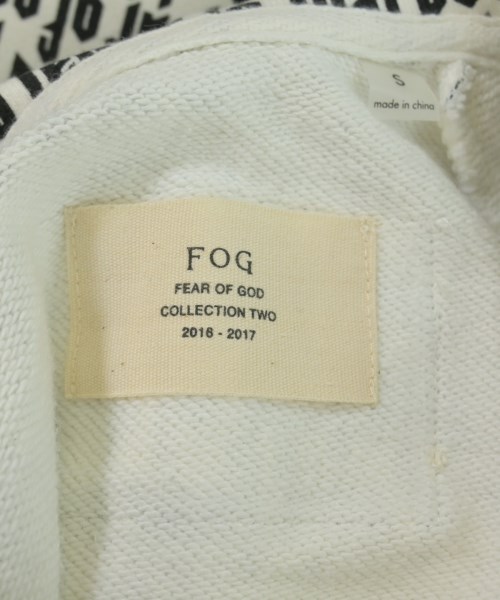 S
made in china
FOG
FEAR OF GOD
COLLECTION TWO
2016 - 2017